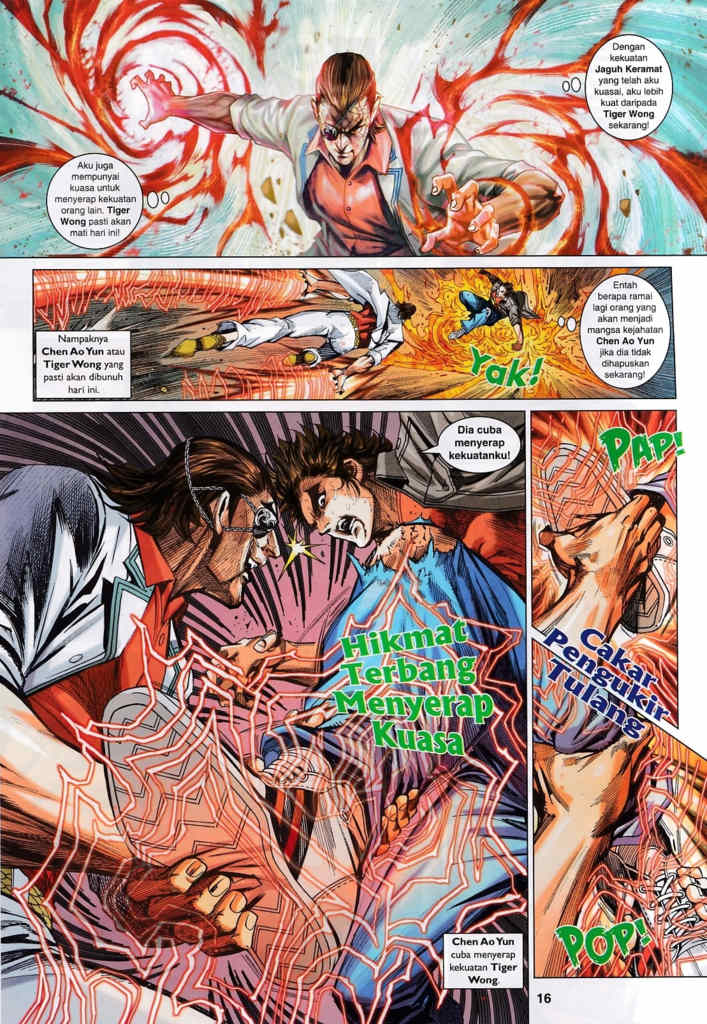 Dengan
kekuatan
Jaguh Keramat
yang telah aku
kuasai, aku lebih
kuat daripada
Tiger Wong
sekarang!
Aku juga
mempunyai
kuasa untuk
menyerap kekuatan
orang lain. Tiger
Wong pasti akan
mati hari ini!
Nampaknya
Chen Ao Yun atau
Tiger Wong yang
pasti akan dibunuh
hari ini.
Yak!
Entah
berapa ramai
lagi orang yang
akan menjadi
mangsa kejahatan
Chen Ao Yun
jika dia tidak
dihapuskan
sekarang!
Dia cuba
menyerap
kekuatanku!
Hikmat
Terbang
Menyerap
Kuasa
Chen Ao Yun
cuba menyerap
kekuatan Tiger
Wong.
PAP!
Cakar
Pengukir
Tulang
POP!
16